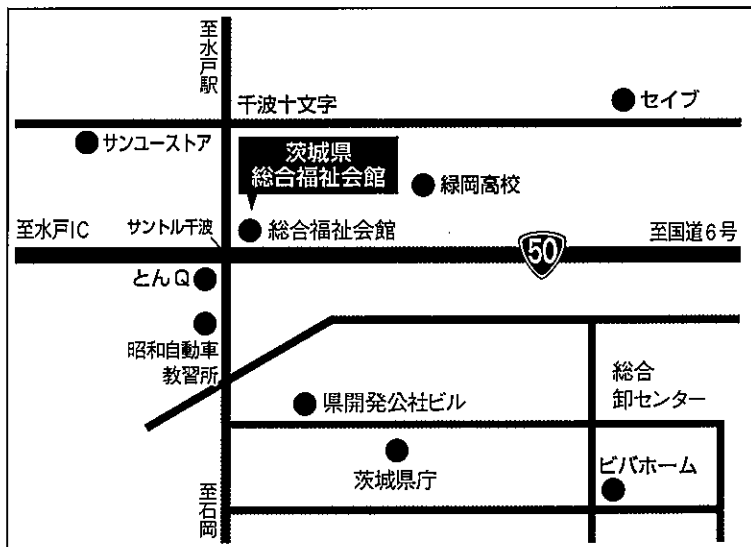 至水戸駅
千波十文字
セイブ
サンユーストア
茨城県
総合福祉会館
緑岡高校
至水戸IC
サントル千波
総合福祉会館
50
至国道6号
とんQ
昭和自動車
教習所
総合
卸センター
県開発公社ビル
茨城県庁
ビバホーム
至石岡